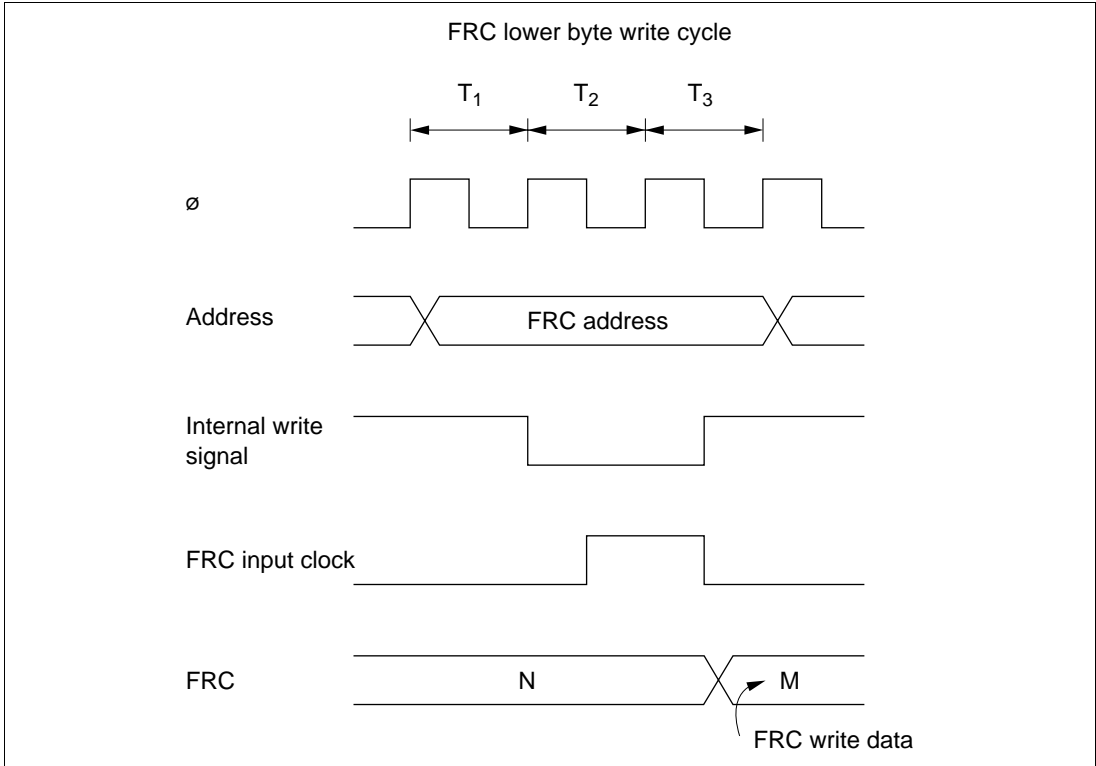 FRC lower byte write cycle
T1 T2 T3
ø
Address
FRC address
Internal write
signal
FRC input clock
FRC
N
M
FRC write data